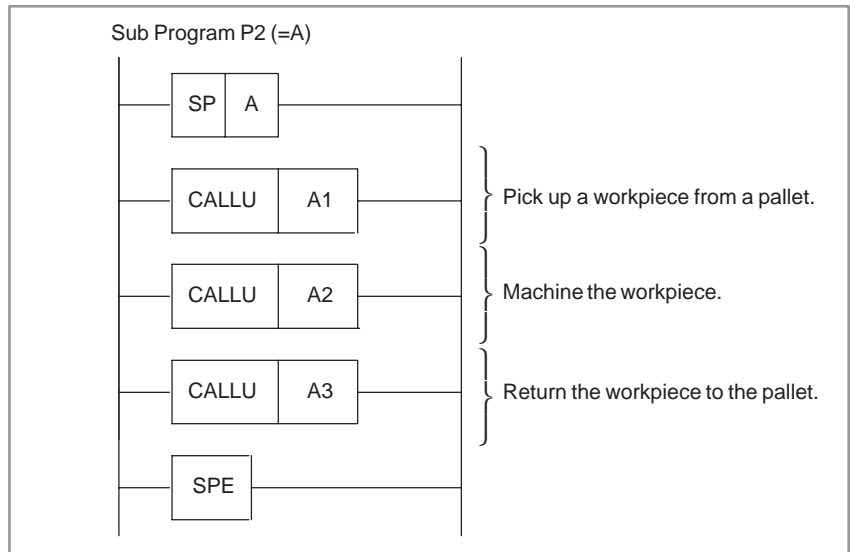 Sub Program P2 (=A)
SP A
CALLU A1
Pick up a workpiece from a pallet.
CALLU A2
Machine the workpiece.
CALLU A3
Return the workpiece to the pallet.
SPE